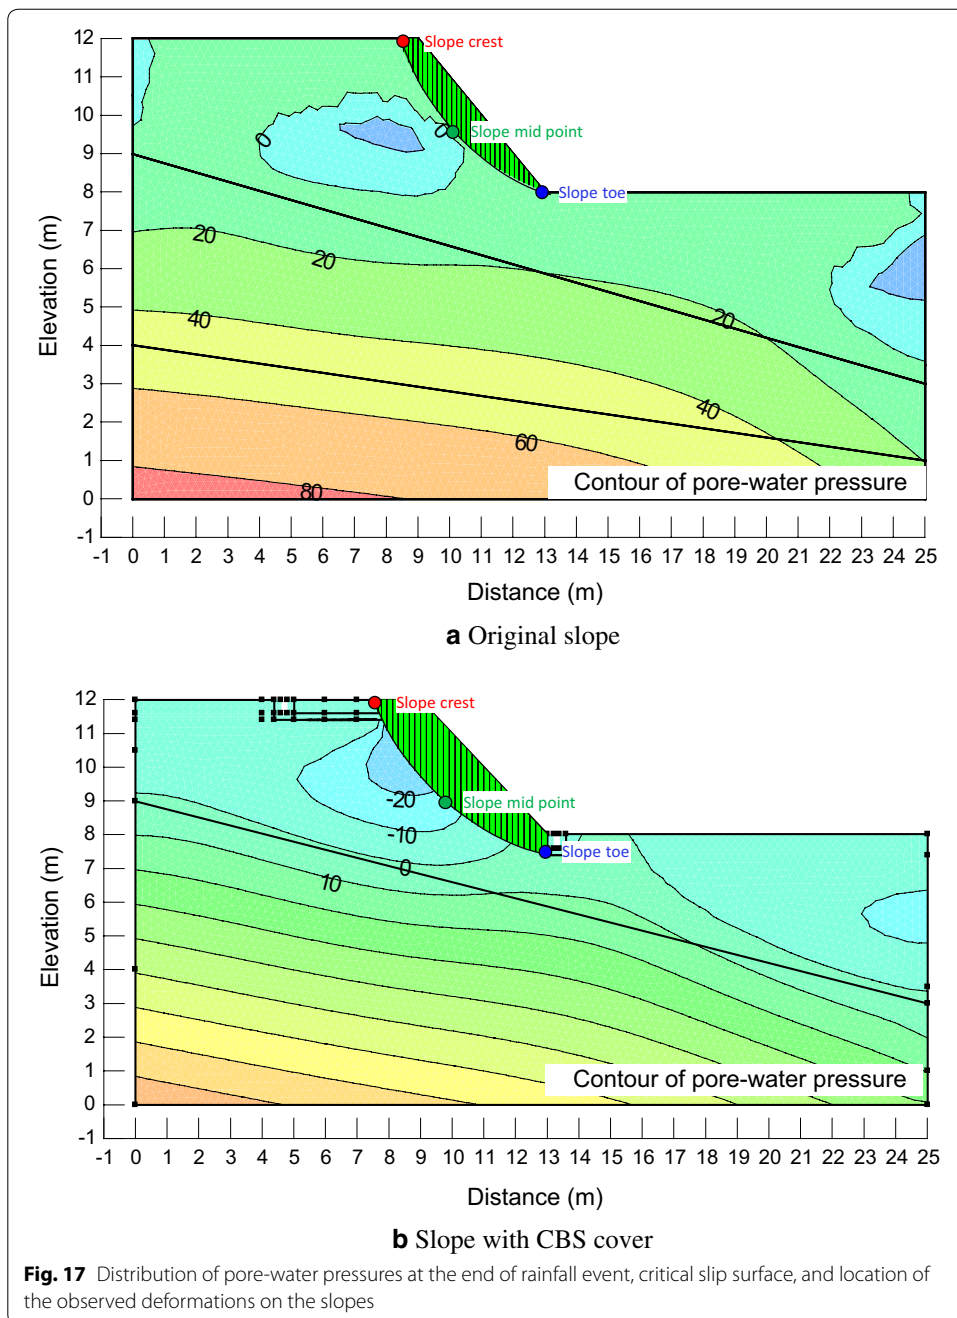 12
Slope crest
11
10
0
0
Slope mid point
9
8
Slope toe
7
20
20
6
5
20
40
4
3
40
2
60
1
Contour of pore-water pressure
0
80
-1
Elevation (m)
-1 0 1 2 3 4 5 6 7 8 9 10 11 12 13 14 15 16 17 18 19 20 21 22 23 24 25
Distance (m)
a Original slope
12
Slope crest
11
10
-20
Slope mid point
9
-10
8
Slope toe
0
7
10
6
5
4
3
2
1
Contour of pore-water pressure
0
-1
Elevation (m)
-1 0 1 2 3 4 5 6 7 8 9 10 11 12 13 14 15 16 17 18 19 20 21 22 23 24 25
Distance (m)
b Slope with CBS cover
Fig. 17 Distribution of pore-water pressures at the end of rainfall event, critical slip surface, and location of
the observed deformations on the slopes